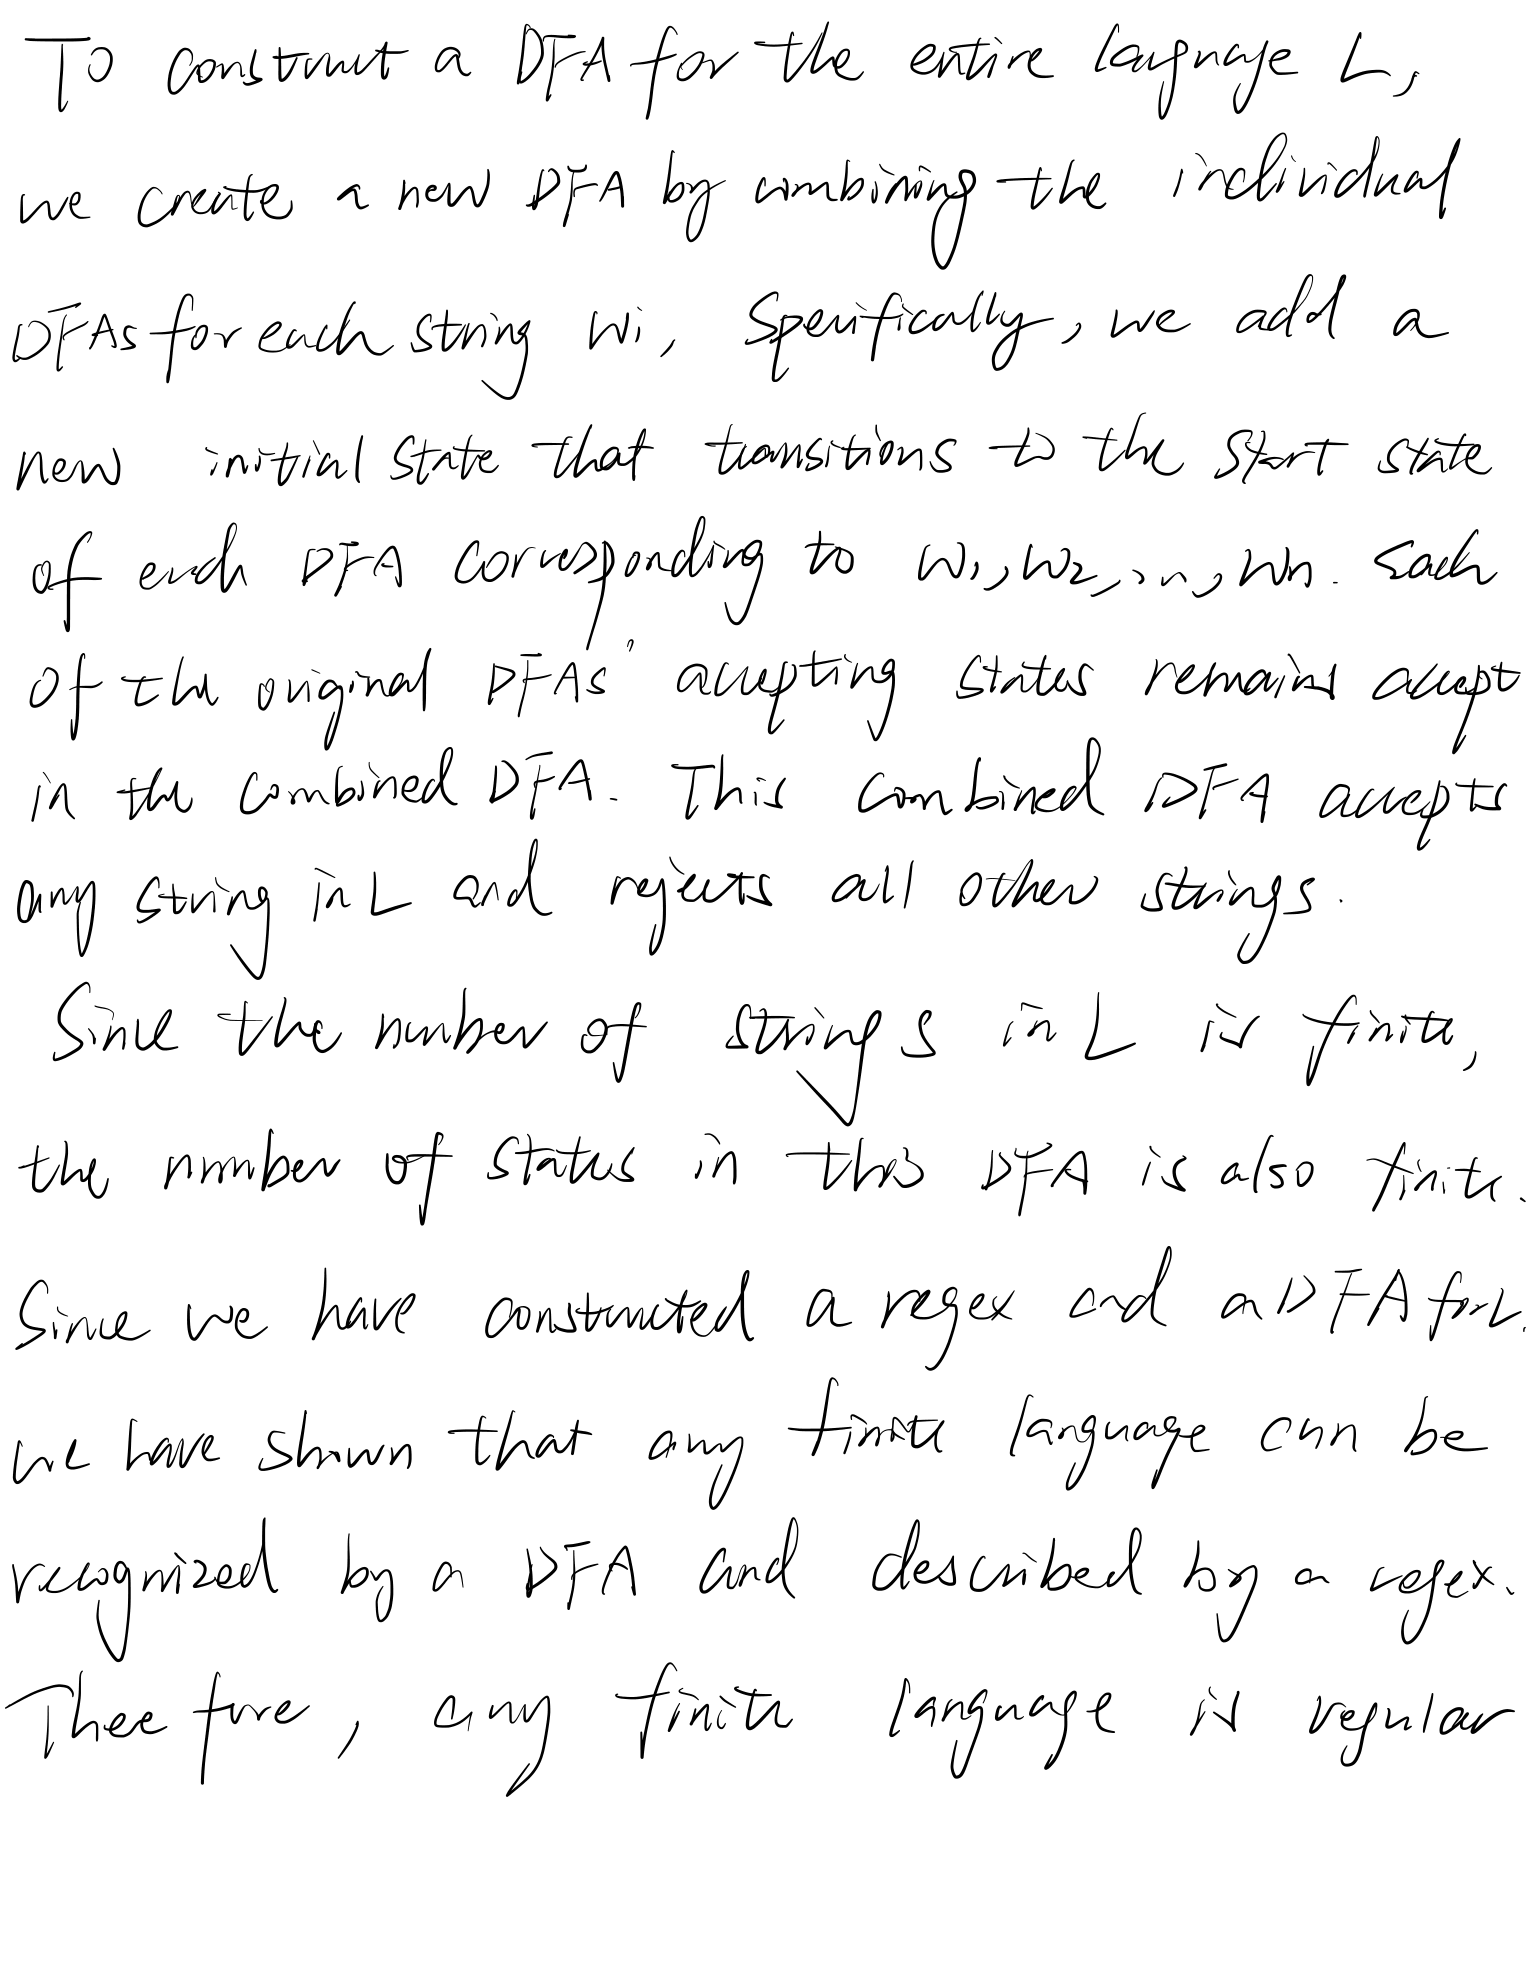 To construct a DFA for the entire language L,
we create a new DFA by combining the individual
DFAs for each string wi, Specifically, we add a
new initial state that transitions to the start state
of each DFA corresponding to w1, w2, ..., wn. Each
of the original DFAs' accepting states remains accept
in the combined DFA. This combined DFA accepts
any string in L and rejects all other strings.
Since the number of strings in L is finite,
the number of states in this DFA is also finite.
Since we have constructed a regex and a DFA for L.
we have shown that any finite language can be
recognized by a DFA and described by a regex.
Theefore, any finite language is regular